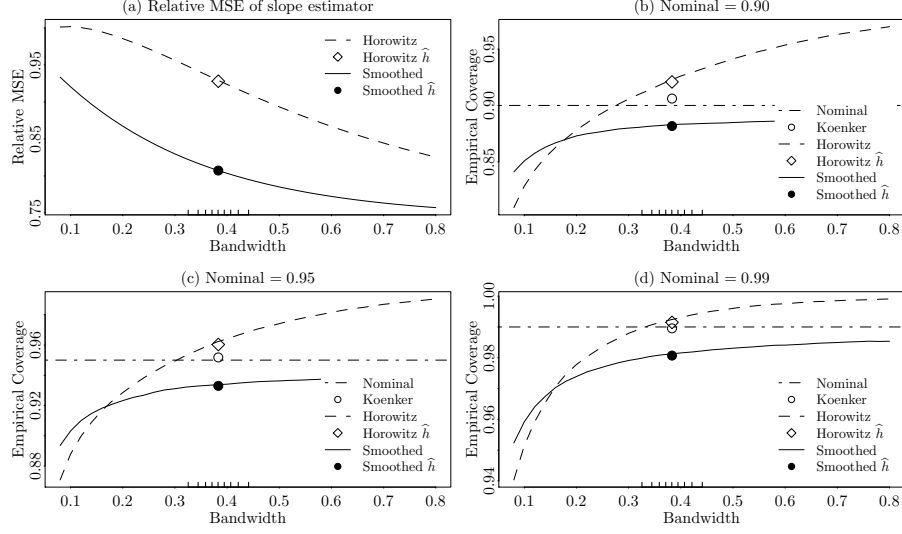 (a) Relative MSE of slope estimator
Relative MSE
0.95
0.85
0.75
Horowitz
Horowitz ĥ
Smoothed
Smoothed ĥ
0.1 0.2 0.3 0.4 0.5 0.6 0.7 0.8
Bandwidth
(b) Nominal = 0.90
Empirical Coverage
0.95
0.90
0.85
Nominal
Koenker
Horowitz
Horowitz ĥ
Smoothed
Smoothed ĥ
0.1 0.2 0.3 0.4 0.5 0.6 0.7 0.8
Bandwidth
(c) Nominal = 0.95
Empirical Coverage
0.96
0.92
0.88
Nominal
Koenker
Horowitz
Horowitz ĥ
Smoothed
Smoothed ĥ
0.1 0.2 0.3 0.4 0.5 0.6 0.7 0.8
Bandwidth
(d) Nominal = 0.99
Empirical Coverage
1.00
0.98
0.96
0.94
Nominal
Koenker
Horowitz
Horowitz ĥ
Smoothed
Smoothed ĥ
0.1 0.2 0.3 0.4 0.5 0.6 0.7 0.8
Bandwidth